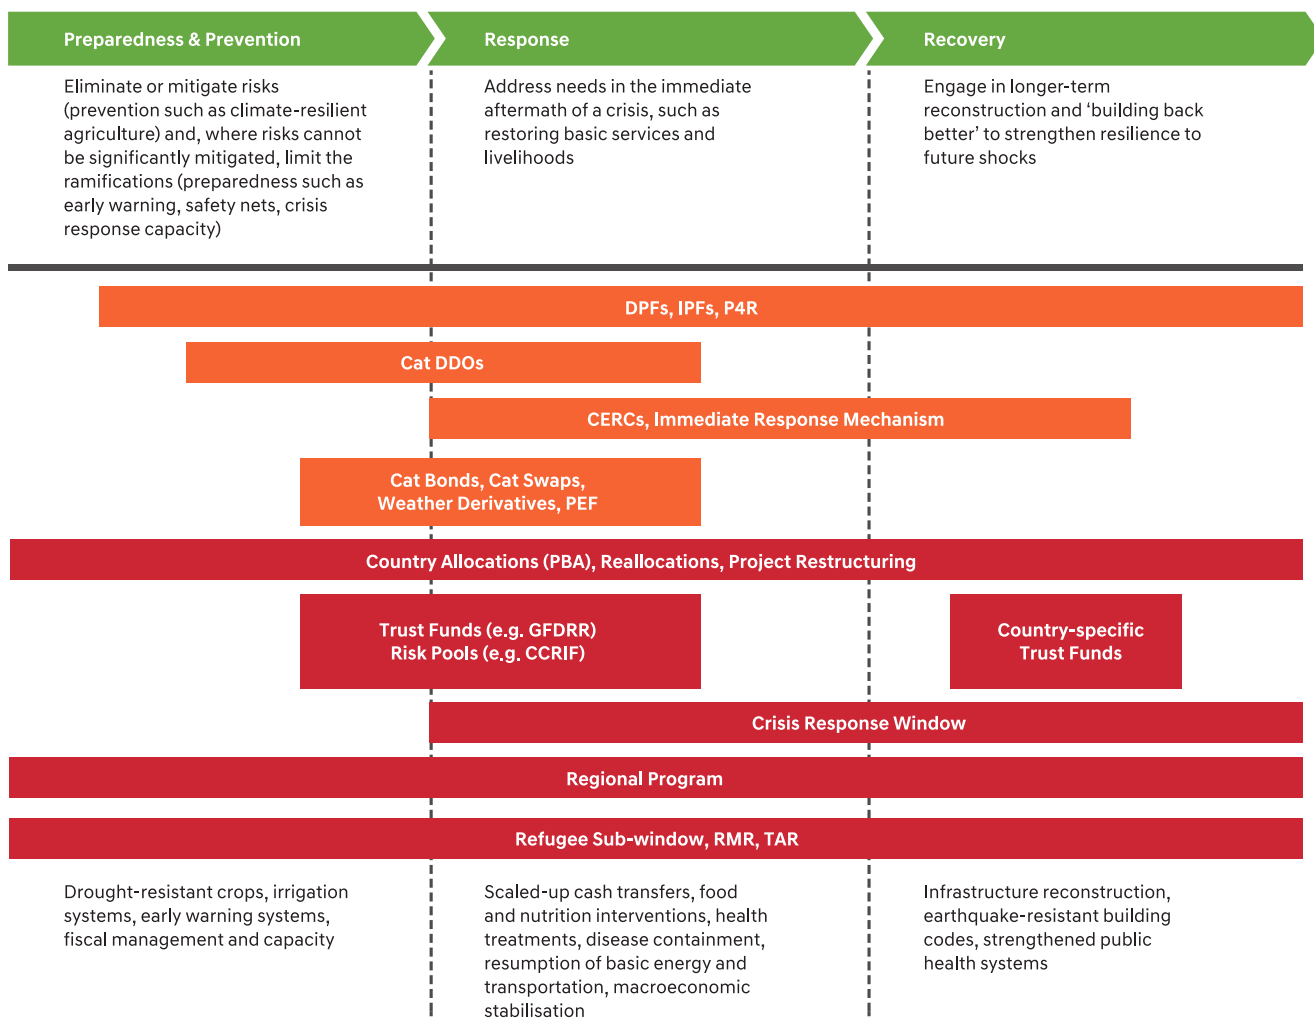 Preparedness & Prevention
Response
Recovery
Eliminate or mitigate risks
(prevention such as climate-resilient
agriculture) and, where risks cannot
be significantly mitigated, limit the
ramifications (preparedness such as
early warning, safety nets, crisis
response capacity)
Address needs in the immediate
aftermath of a crisis, such as
restoring basic services and
livelihoods
Engage in longer-term
reconstruction and ‘building back
better’ to strengthen resilience to
future shocks
DPFs, IPFs, P4R
Cat DDOs
CERCs, Immediate Response Mechanism
Cat Bonds, Cat Swaps,
Weather Derivatives, PEF
Country Allocations (PBA), Reallocations, Project Restructuring
Trust Funds (e.g. GFDRR)
Risk Pools (e.g. CCRIF)
Country-specific
Trust Funds
Crisis Response Window
Regional Program
Refugee Sub-window, RMR, TAR
Drought-resistant crops, irrigation
systems, early warning systems,
fiscal management and capacity
Scaled-up cash transfers, food
and nutrition interventions, health
treatments, disease containment,
resumption of basic energy and
transportation, macroeconomic
stabilisation
Infrastructure reconstruction,
earthquake-resistant building
codes, strengthened public
health systems